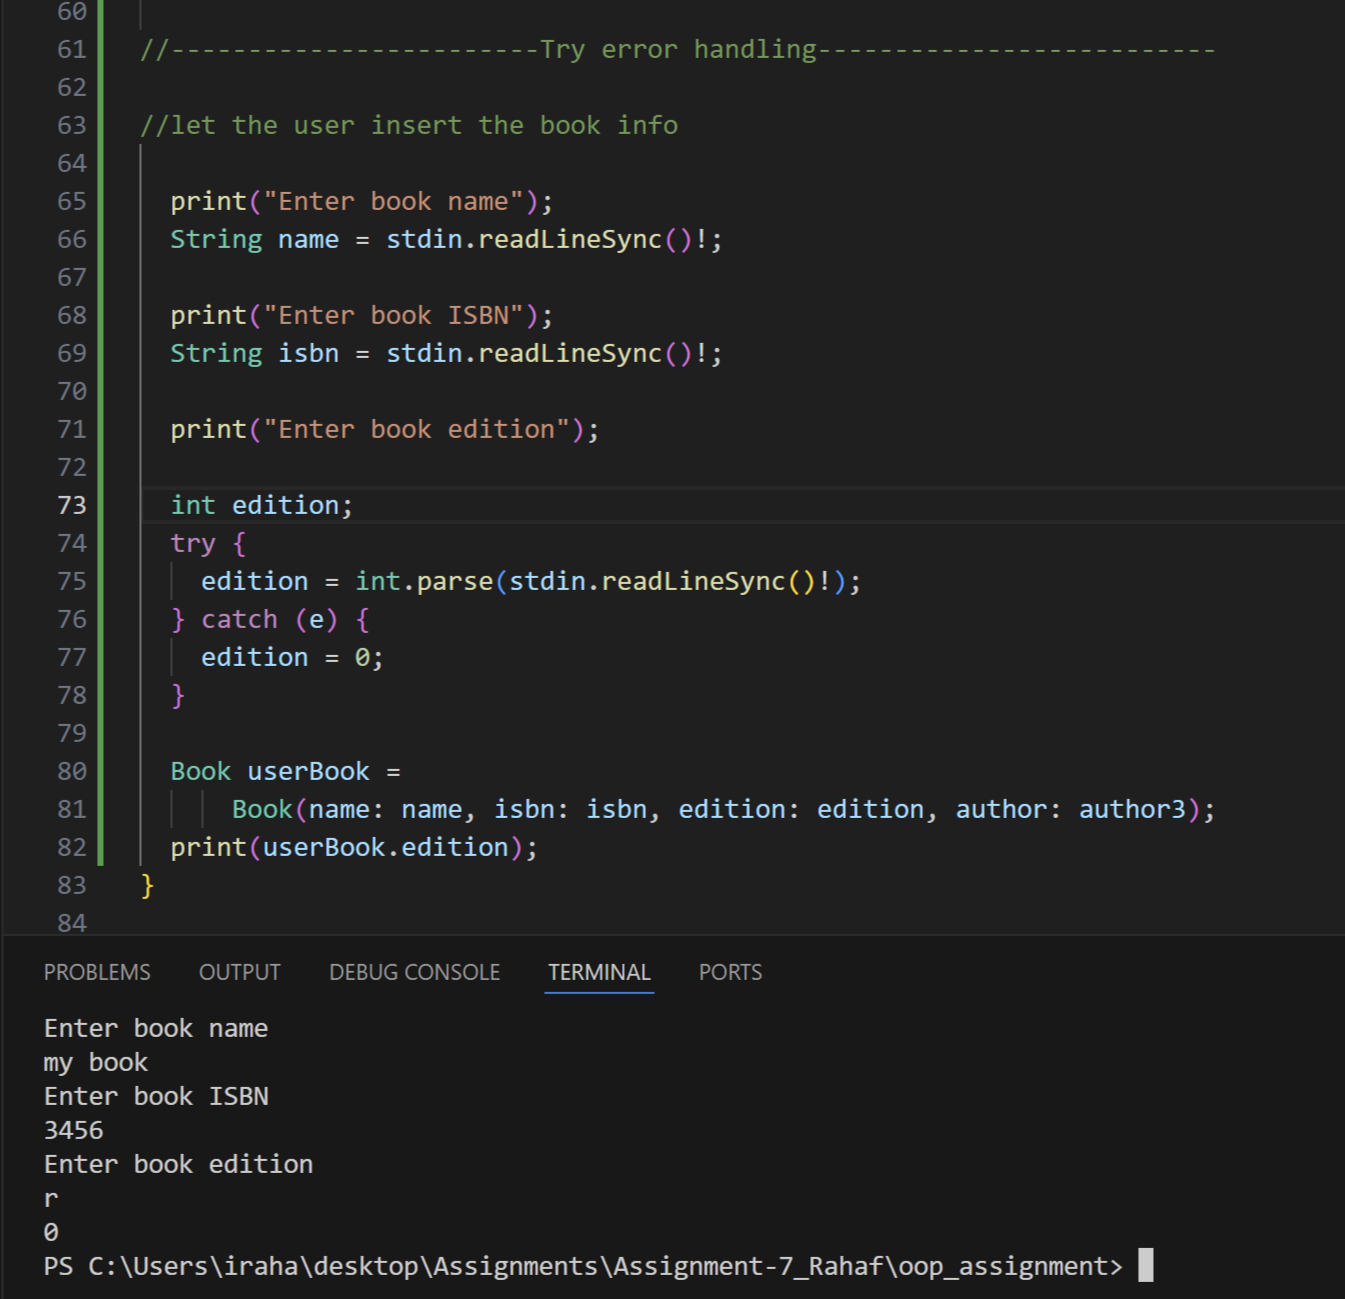 60
61 //------------------------Try error handling--------------------------
62
63 //let the user insert the book info
64
65 print("Enter book name");
66 String name = stdin.readLineSync()!;
67
68 print("Enter book ISBN");
69 String isbn = stdin.readLineSync()!;
70
71 print("Enter book edition");
72
73 int edition;
74 try {
75 edition = int.parse(stdin.readLineSync()!);
76 } catch (e) {
77 edition = 0;
78 }
79
80 Book userBook =
81 Book(name: name, isbn: isbn, edition: edition, author: author3);
82 print(userBook.edition);
83 }
84
PROBLEMS OUTPUT DEBUG CONSOLE TERMINAL PORTS
Enter book name
my book
Enter book ISBN
3456
Enter book edition
r
0
PS C:\Users\iraha\desktop\Assignments\Assignment-7_Rahaf\oop_assignment>